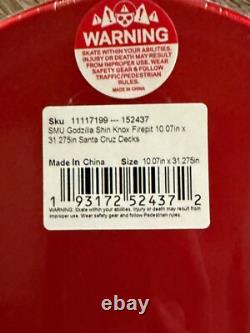 WARNING
SKATE WITHIN YOUR ABILITIES.
INJURY OR DEATH MAY RESULT
FROM IMPROPER USE. WEAR
SAFETY GEAR & FOLLOW
TRAFFIC/PEDESTRIAN
RULES.
MADE IN CHINA
Sku 11117199 --- 152437
SMU Godzilla Shin Knox Firepit 10.07in x
31.275in Santa Cruz Decks
Made In China Size 10.07in x 31.275in
1 93172 52437 2
WARNING: Skate within your abilities. Injury or death may result from
improper use. Wear safety gear and follow Pedestrian rules.